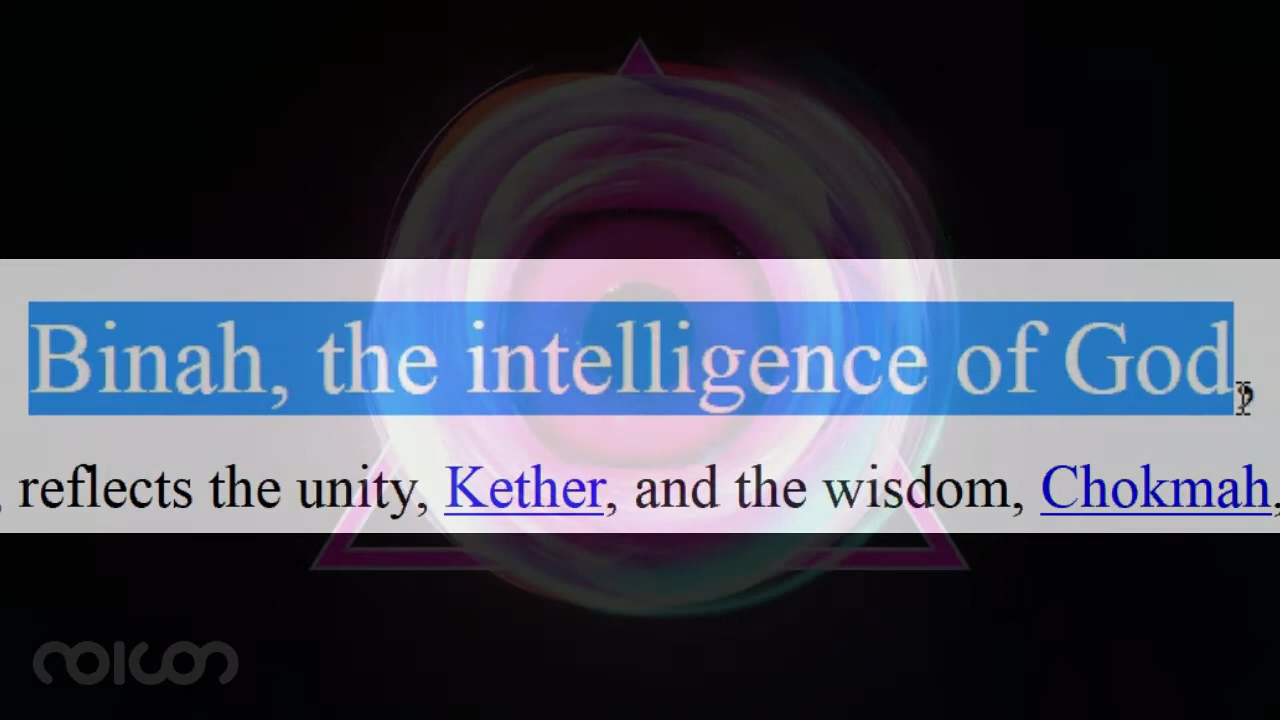 Binah, the intelligence of God,
, reflects the unity, Kether, and the wisdom, Chokmah,